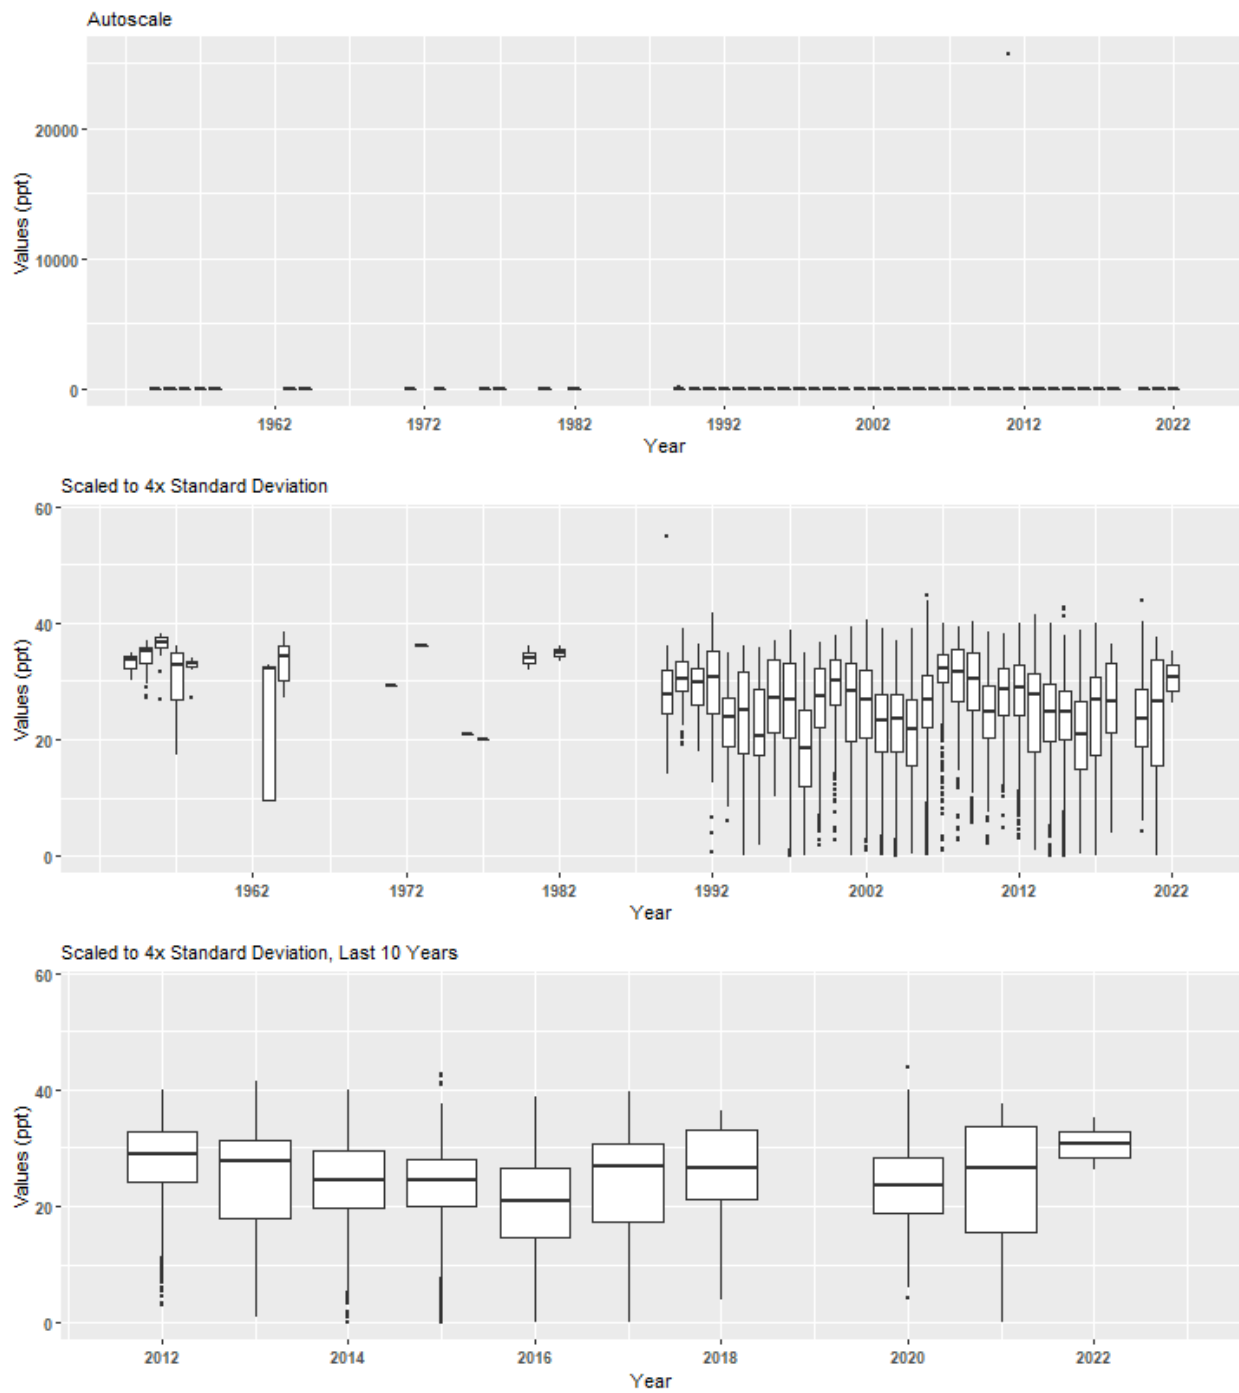 Autoscale
Values (ppt)
20000
10000
0
1962 1972 1982 1992 2002 2012 2022
Year
Scaled to 4x Standard Deviation
Values (ppt)
60
40
20
0
1962 1972 1982 1992 2002 2012 2022
Year
Scaled to 4x Standard Deviation, Last 10 Years
Values (ppt)
60
40
20
0
2012 2014 2016 2018 2020 2022
Year